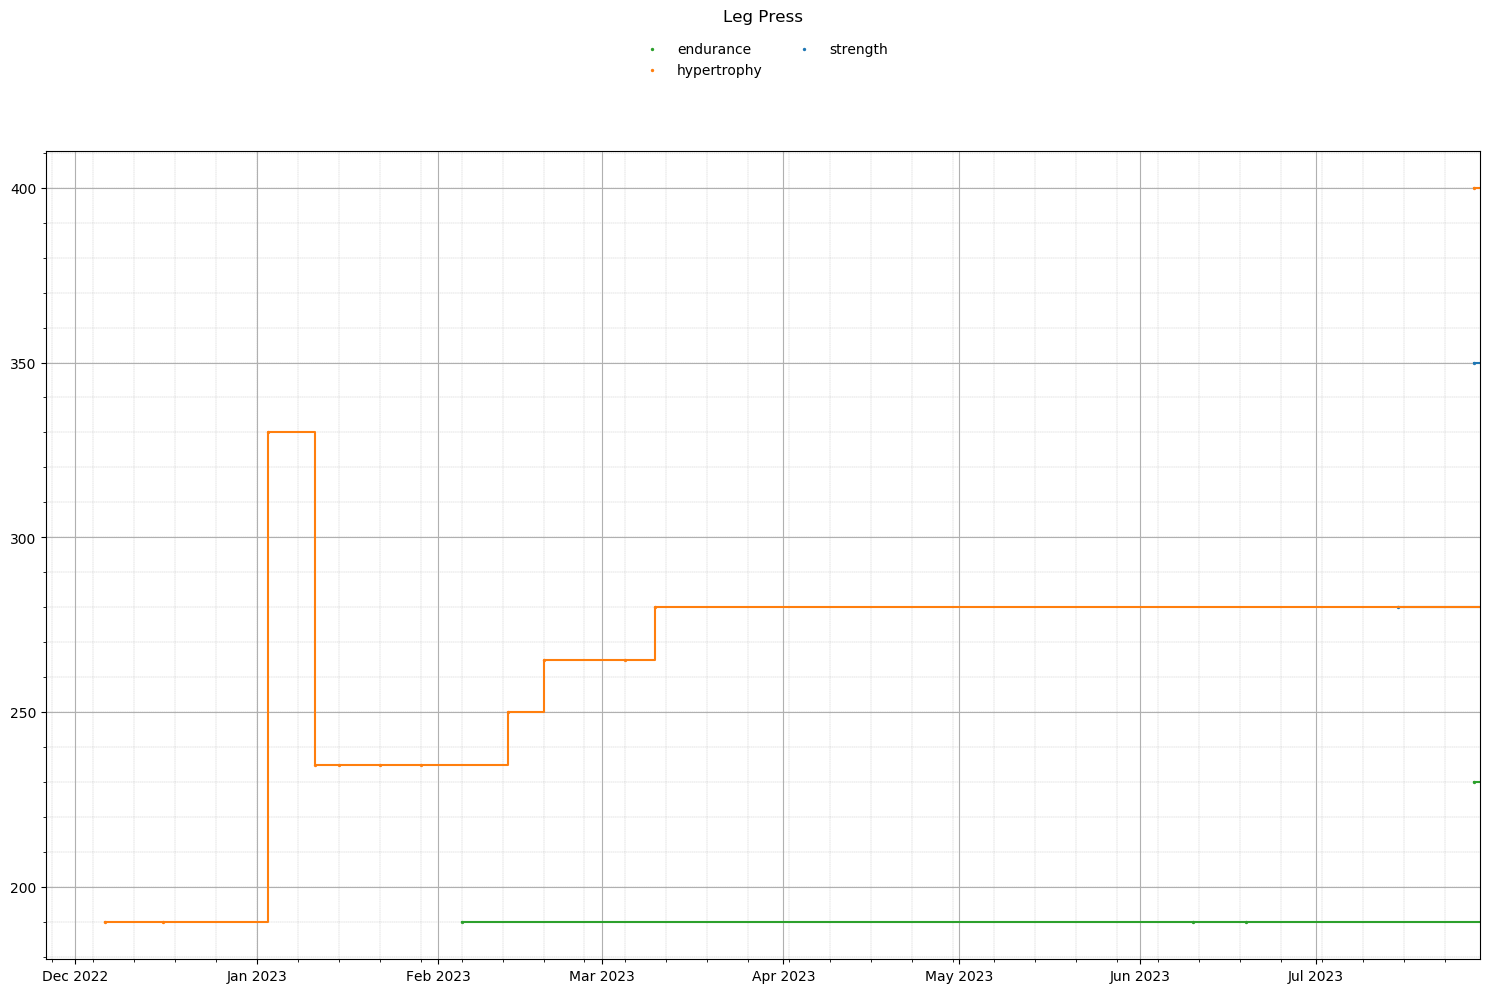 Leg Press
endurance
strength
hypertrophy
400
350
300
250
200
Dec 2022
Jan 2023
Feb 2023
Mar 2023
Apr 2023
May 2023
Jun 2023
Jul 2023